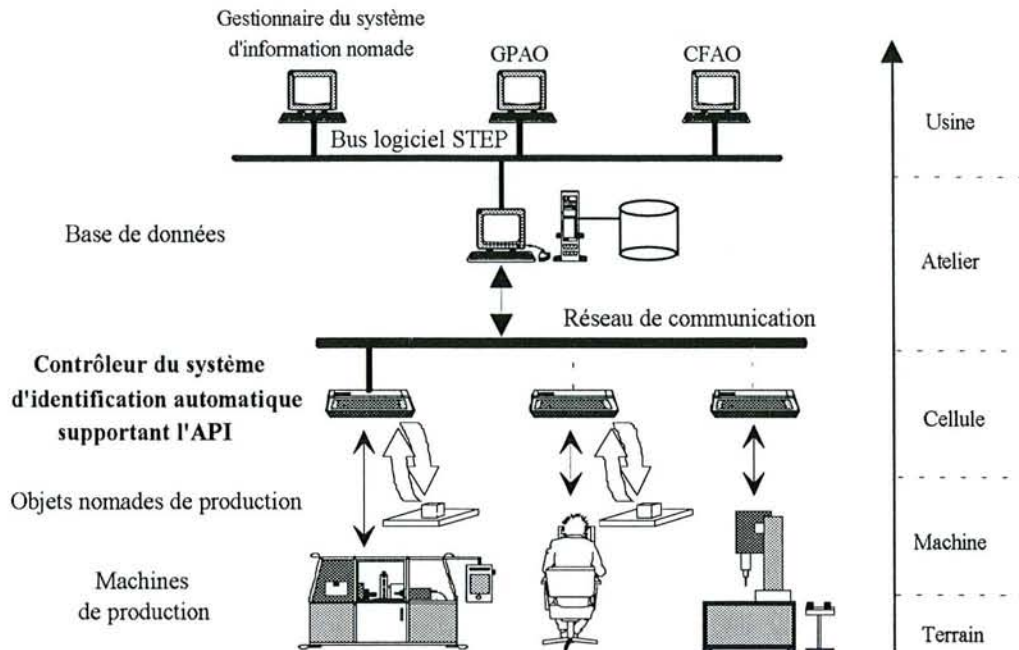 Gestionnaire du système
d'information nomade
GPAO
CFAO
Usine
Bus logiciel STEP
Base de données
Atelier
Réseau de communication
Contrôleur du système
d'identification automatique
supportant l'API
Cellule
Objets nomades de production
Machine
Machines
de production
Terrain